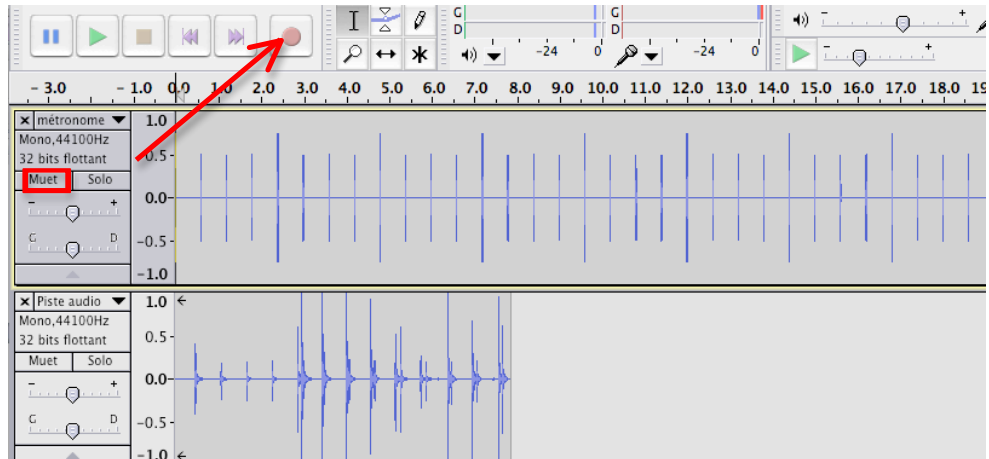 G
D
-24 0
G
D
-24 0
- +
- +
- 3.0 - 1.0 0.0 1.0 2.0 3.0 4.0 5.0 6.0 7.0 8.0 9.0 10.0 11.0 12.0 13.0 14.0 15.0 16.0 17.0 18.0 19
métronome
Mono,44100Hz
32 bits flottant
Muet Solo
- +
G D
1.0
0.5-
0.0-
-0.5-
-1.0
Piste audio
Mono,44100Hz
32 bits flottant
Muet Solo
- +
G D
1.0
0.5-
0.0-
-0.5-
-1.0